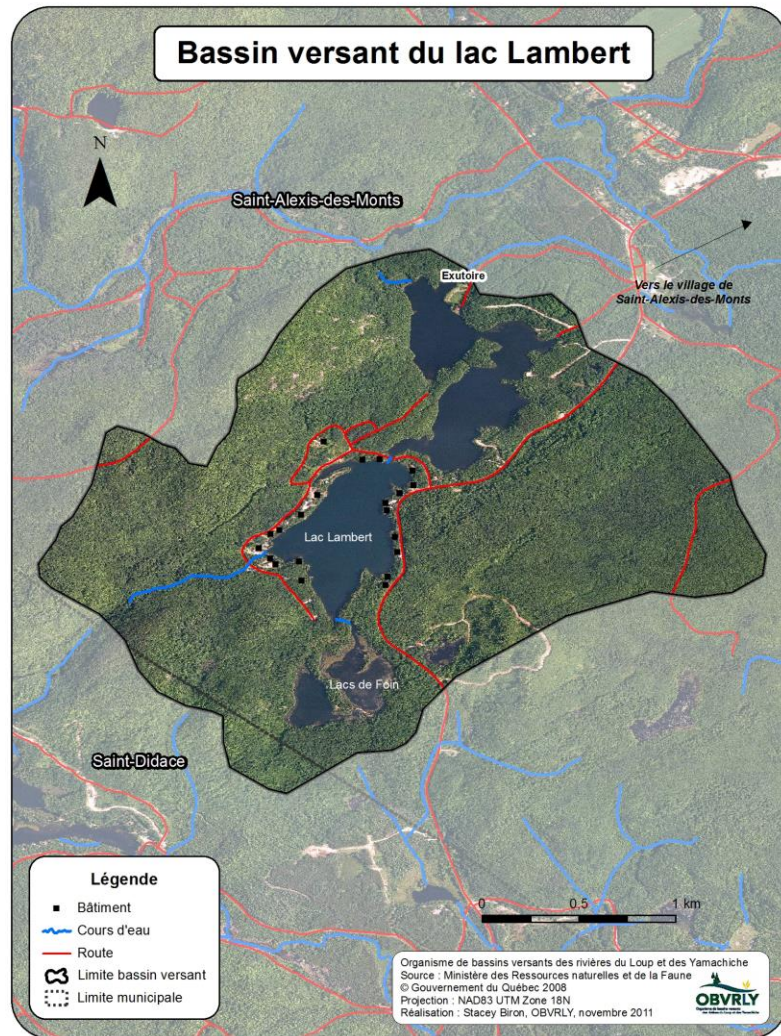 Bassin versant du lac Lambert
N
Saint-Alexis-des-Monts
Exutoire
Vers le village de
Saint-Alexis-des-Monts
Lac Lambert
Lacs de Foin
Saint-Didace
Légende
Bâtiment
Cours d'eau
Route
Limite bassin versant
Limite municipale
0 0.5 1 km
Organisme de bassins versants des rivières du Loup et des Yamachiche
Source : Ministère des Ressources naturelles et de la Faune
© Gouvernement du Québec 2008
Projection : NAD83 UTM Zone 18N
Réalisation : Stacey Biron, OBVRLY, novembre 2011
OBVRLY